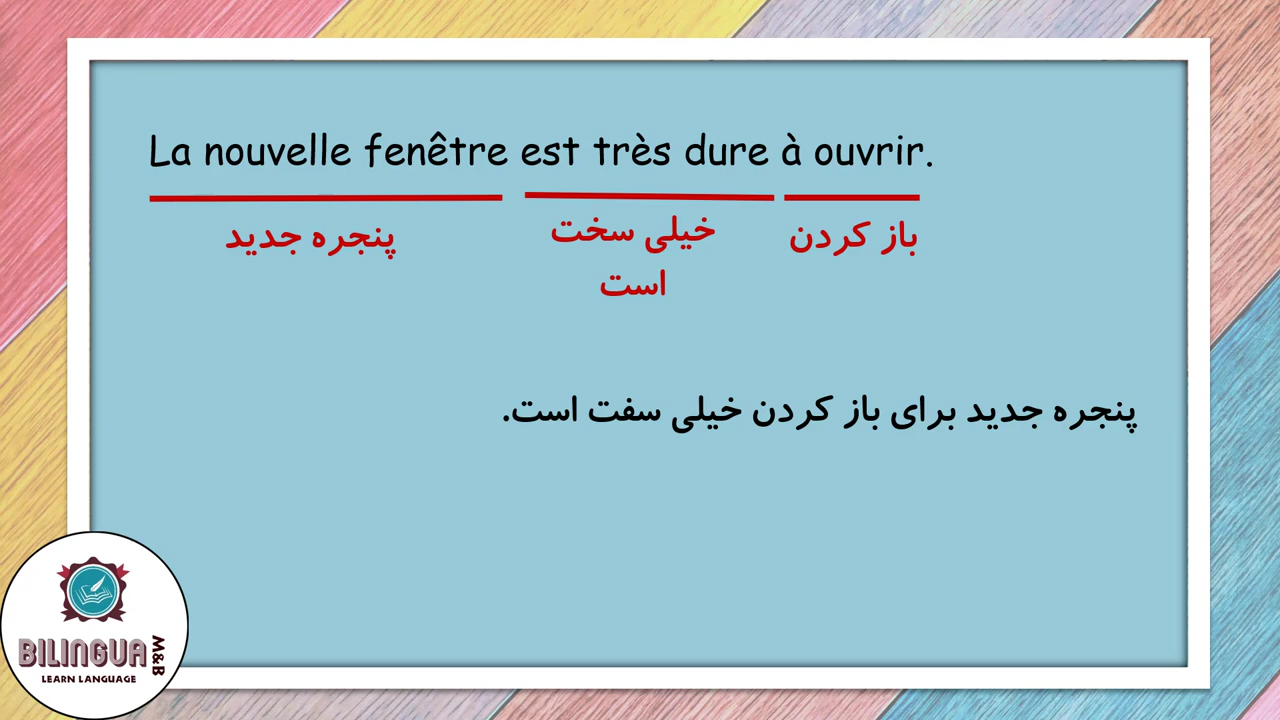 La nouvelle fenêtre est très dure à ouvrir.
پنجره جدید
خیلی سخت
است
باز کردن
پنجره جدید برای باز کردن خیلی سفت است.
BILINGUA
M&B
LEARN LANGUAGE